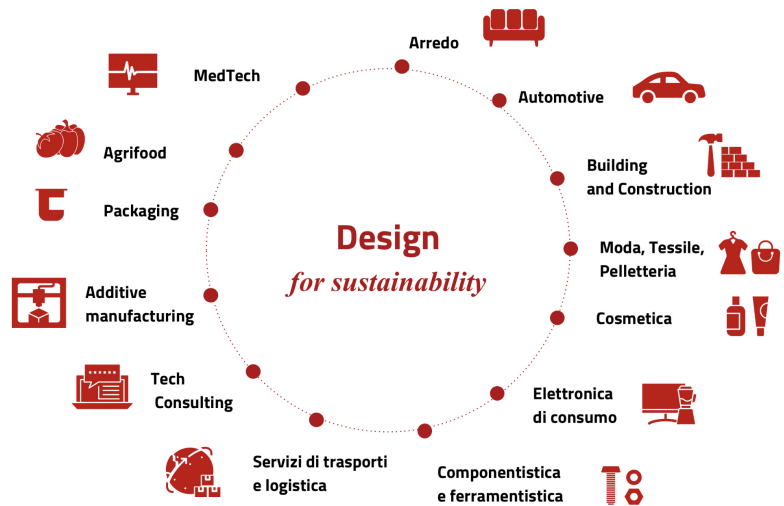 Arredo
MedTech
Automotive
Agrifood
Building
and Construction
Packaging
Design
for sustainability
Moda, Tessile,
Pelletteria
Additive
manufacturing
Cosmetica
Tech
Consulting
Elettronica
di consumo
Servizi di trasporti
e logistica
Componentistica
e ferramentistica